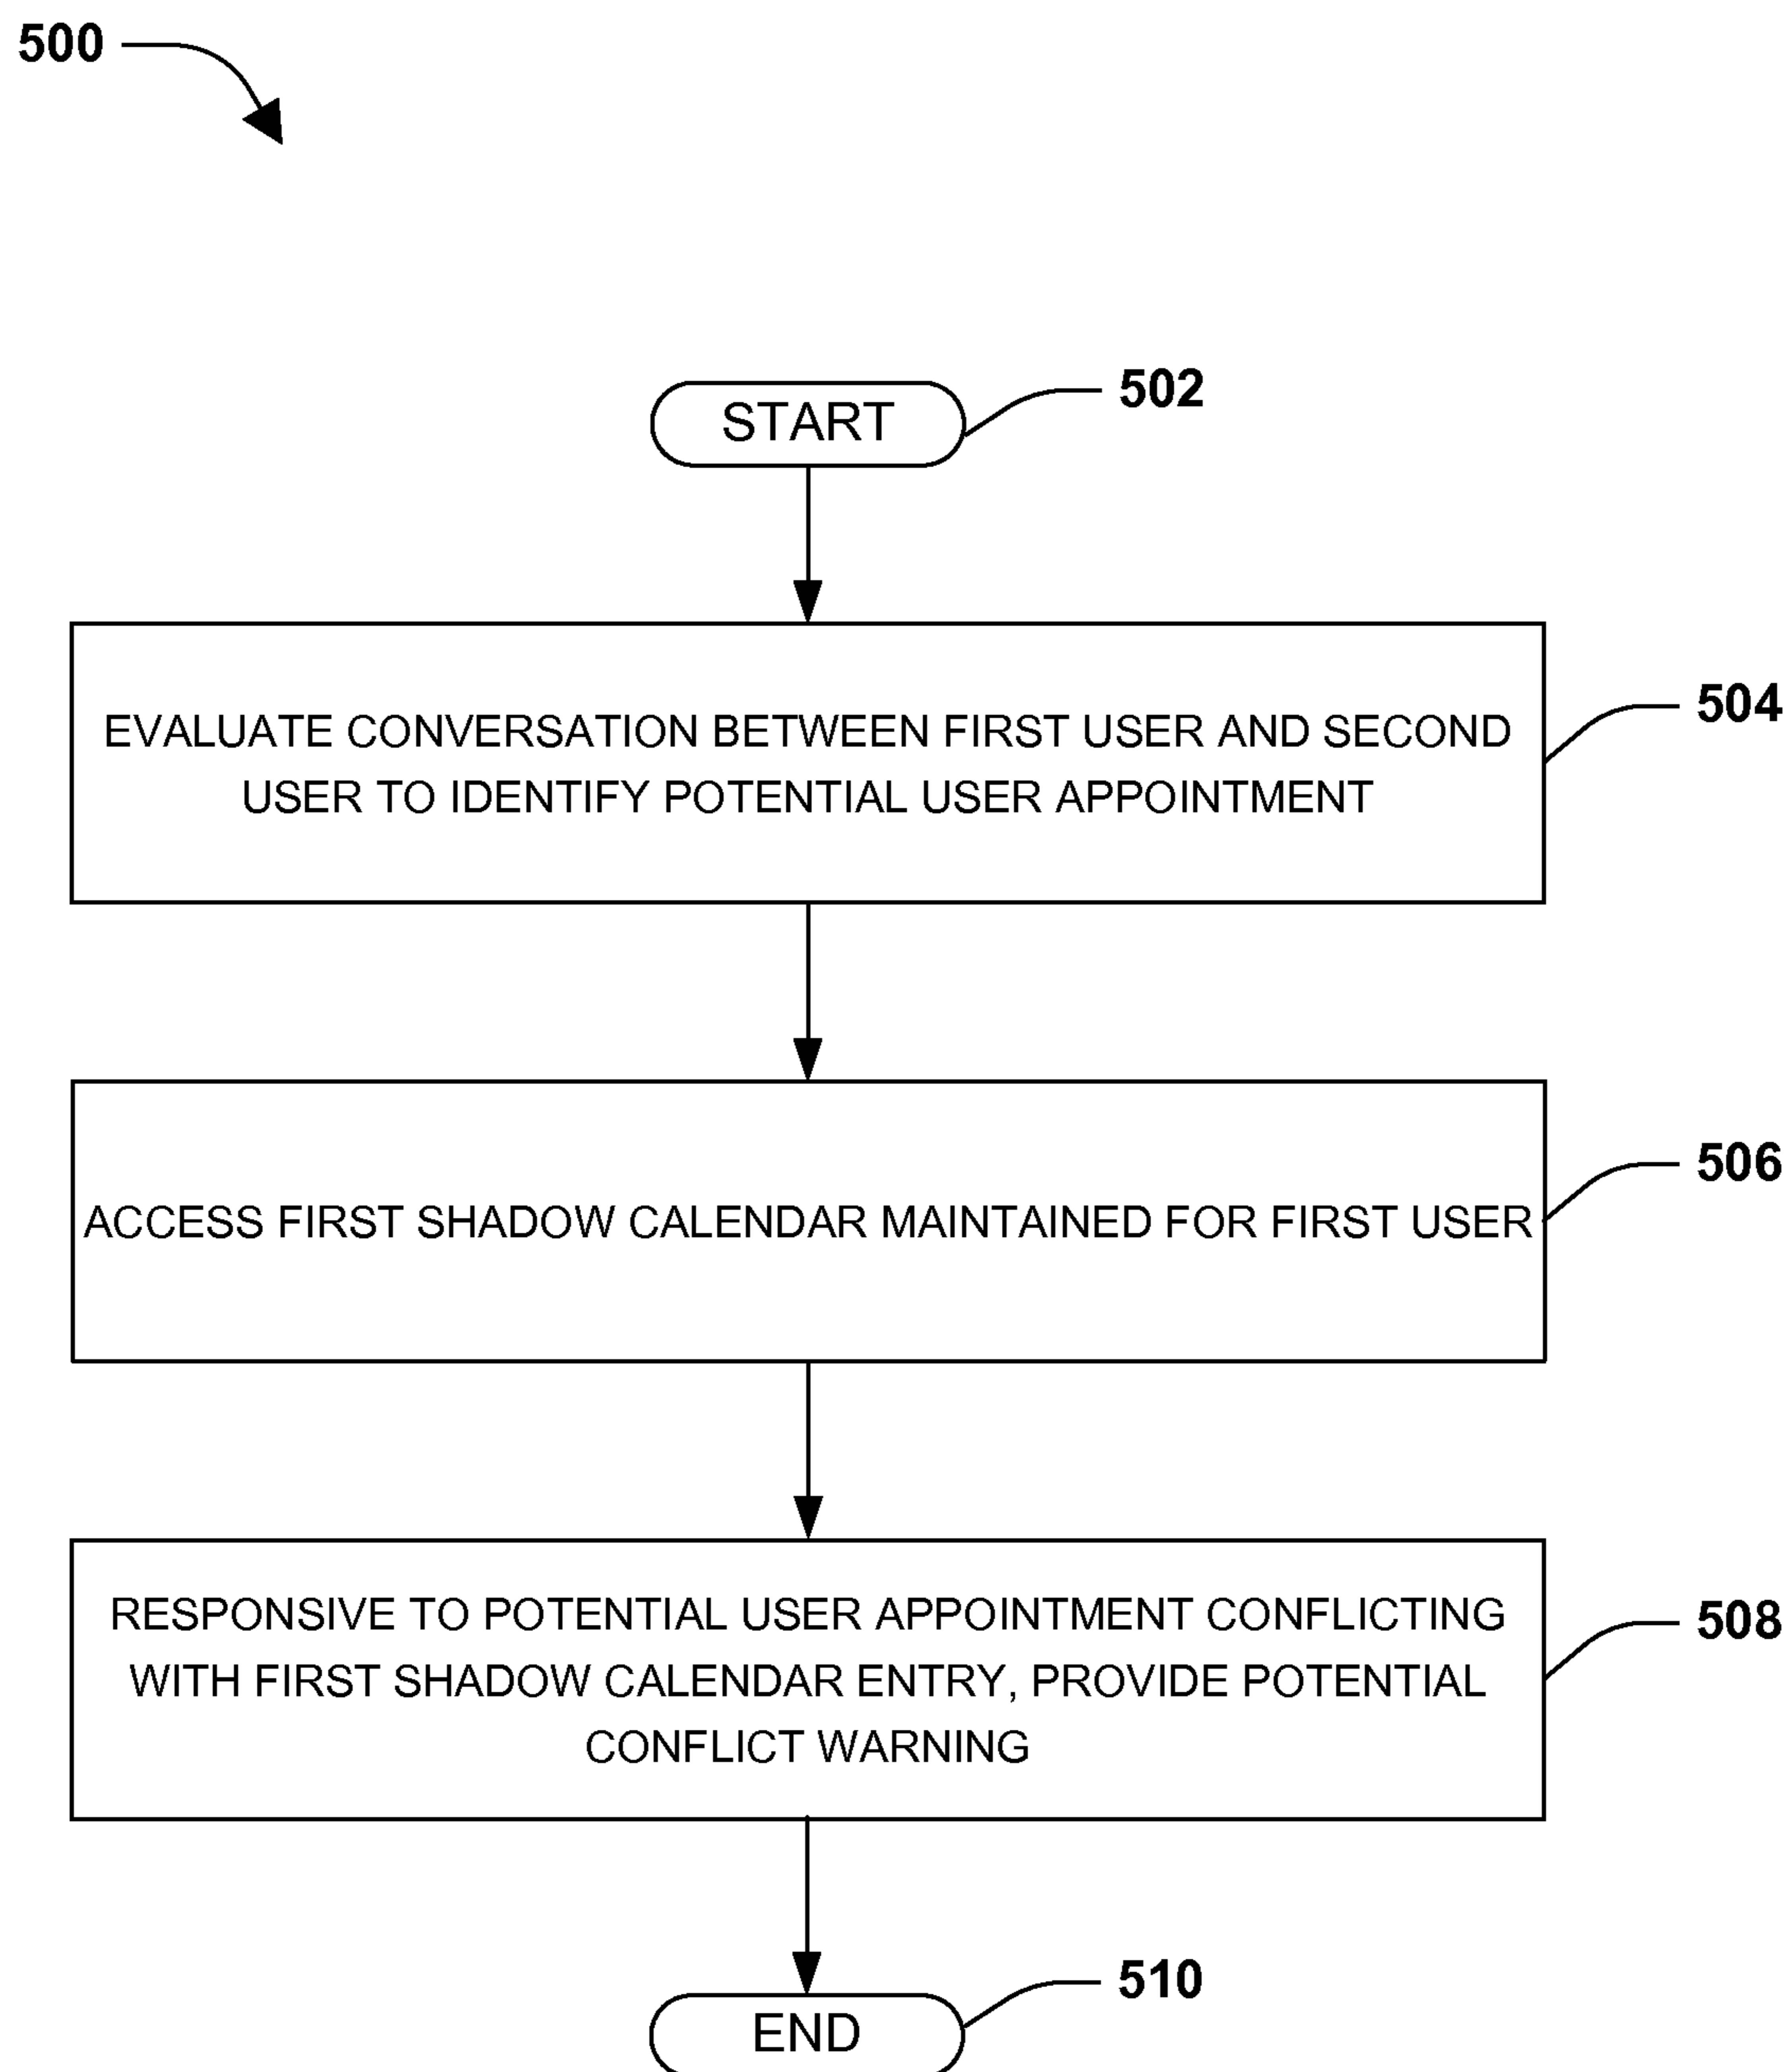 500
START
502
EVALUATE CONVERSATION BETWEEN FIRST USER AND SECOND
USER TO IDENTIFY POTENTIAL USER APPOINTMENT
504
ACCESS FIRST SHADOW CALENDAR MAINTAINED FOR FIRST USER
506
RESPONSIVE TO POTENTIAL USER APPOINTMENT CONFLICTING
WITH FIRST SHADOW CALENDAR ENTRY, PROVIDE POTENTIAL
CONFLICT WARNING
508
END
510